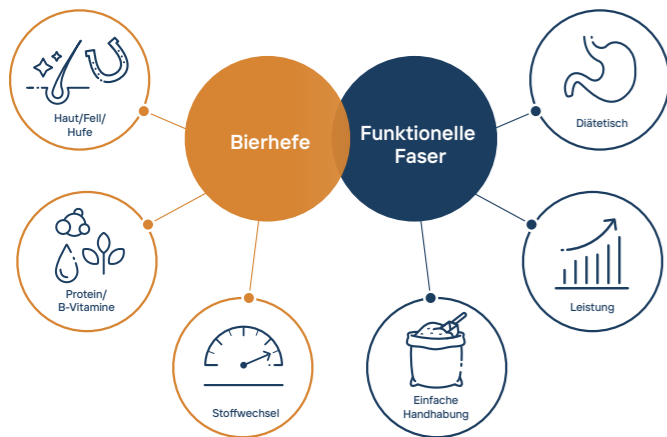 Haut/Fell/
Hufe
Bierhefe
Funktionelle
Faser
Diätetisch
Protein/
B-Vitamine
Leistung
Stoffwechsel
Einfache
Handhabung